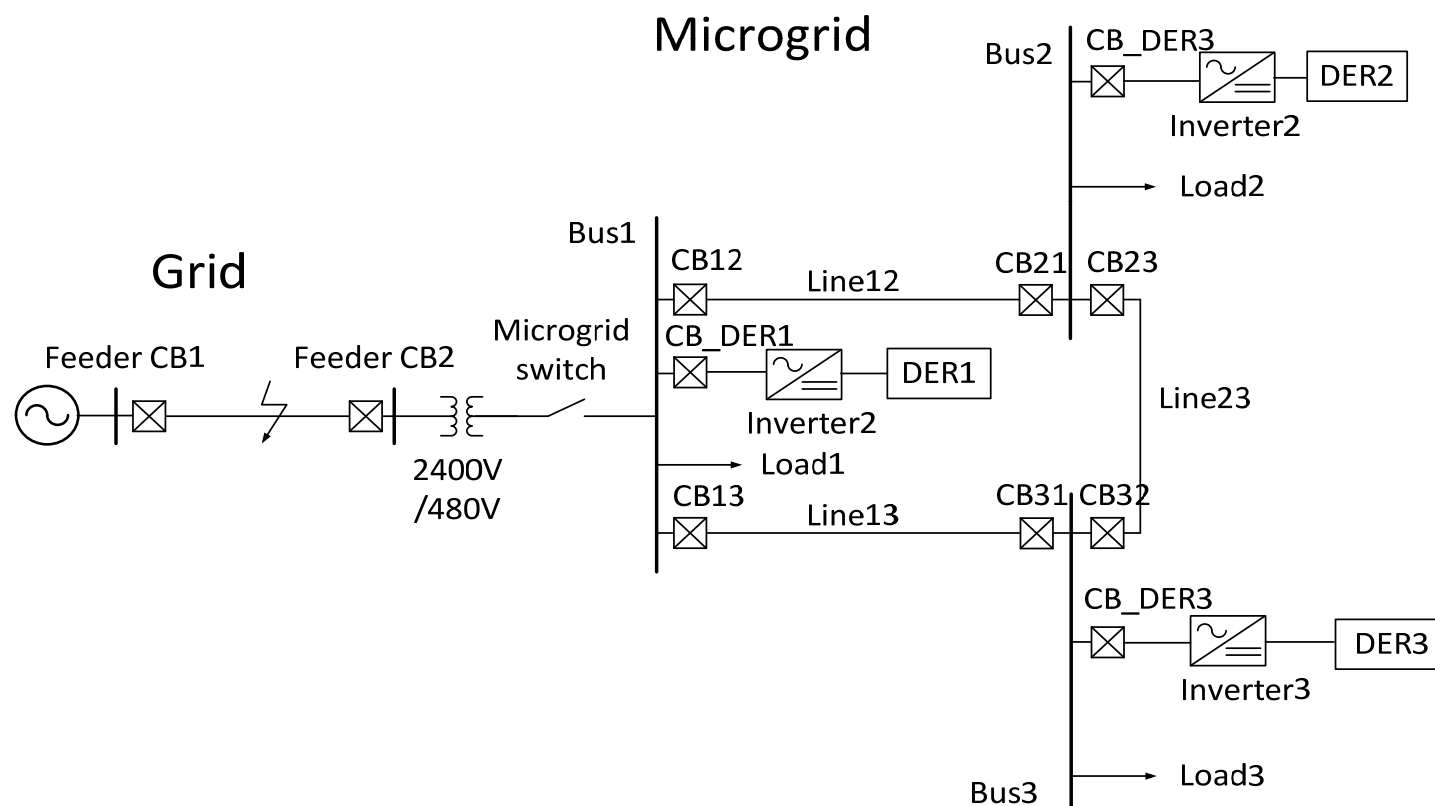 Microgrid
Bus2
CB_DER3
DER2
Inverter2
Load2
Grid
Bus1
CB12
Line12
CB21
CB23
Feeder CB1
Feeder CB2
Microgrid
switch
CB_DER1
DER1
Inverter2
Line23
2400V
/480V
Load1
CB13
Line13
CB31
CB32
CB_DER3
DER3
Inverter3
Load3
Bus3